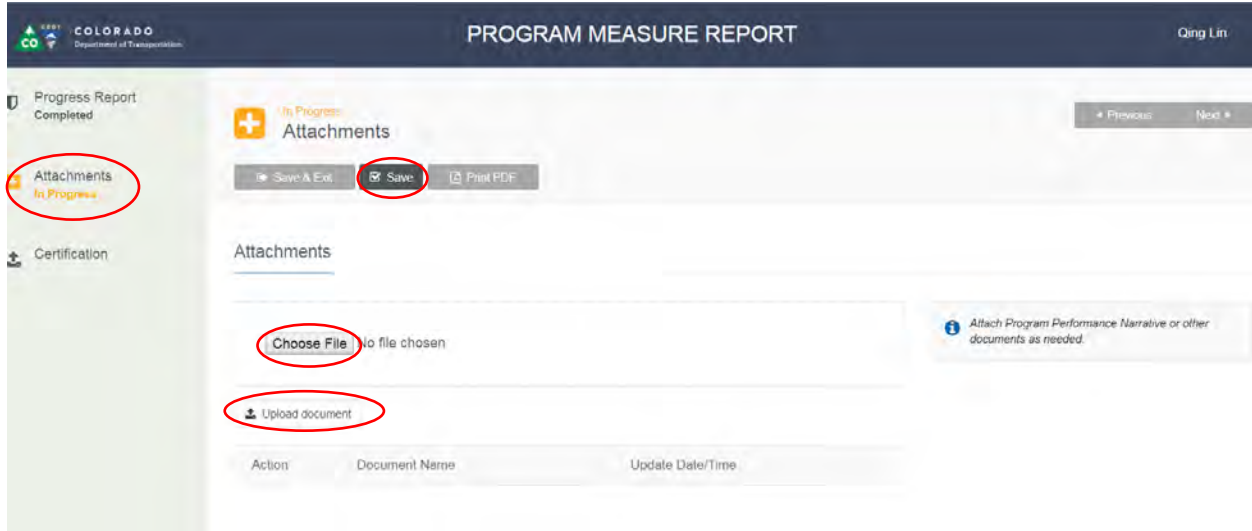 COLORADO
Department of Transportation
PROGRAM MEASURE REPORT
Qing Lin
Progress Report
Completed
Attachments
In Progress
Certification
In Progress
Attachments
Previous
Next
Save & Exit
Save
Print PDF
Attachments
Choose File No file chosen
Attach Program Performance Narrative or other
documents as needed.
Upload document
Action Document Name Update Date/Time